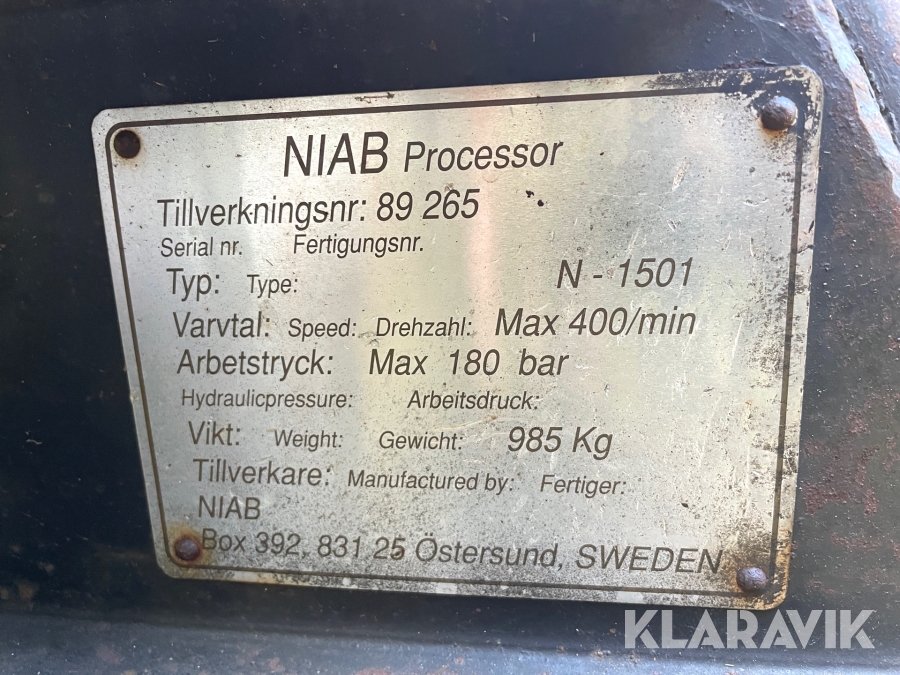 NIAB Processor
Tillverkningsnr: 89 265
Serial nr. Fertigungsnr.
Typ: Type: N - 1501
Varvtal: Speed: Drehzahl: Max 400/min
Arbetstryck: Max 180 bar
Hydraulicpressure: Arbeitsdruck:
Vikt: Weight: Gewicht: 985 Kg
Tillverkare: Manufactured by: Fertiger:
NIAB
Box 392, 831 25 Östersund, SWEDEN
KLARAVIK